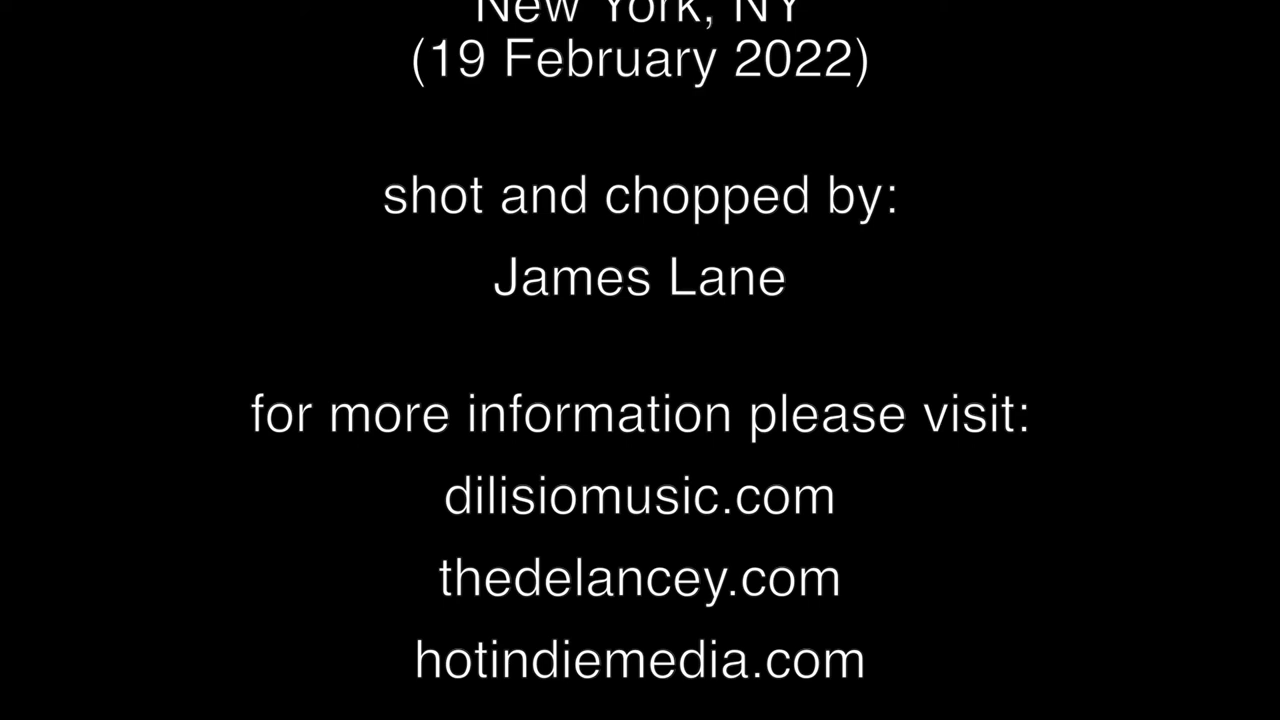 New York, NY
(19 February 2022)
shot and chopped by:
James Lane
for more information please visit:
dilisiomusic.com
thedelancey.com
hotindiemedia.com